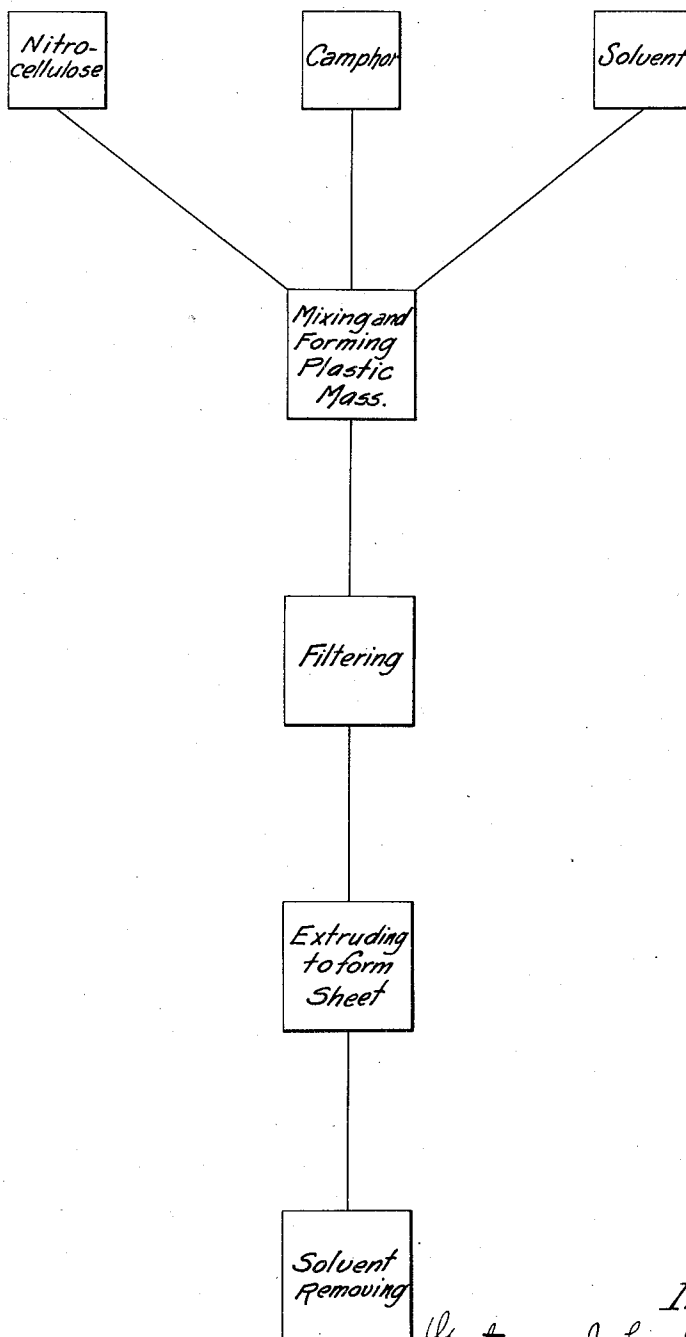 Nitro-
cellulose
Camphor
Solvent
Mixing and
Forming
Plastic
Mass.
Filtering
Extruding
to form
Sheet
Solvent
Removing